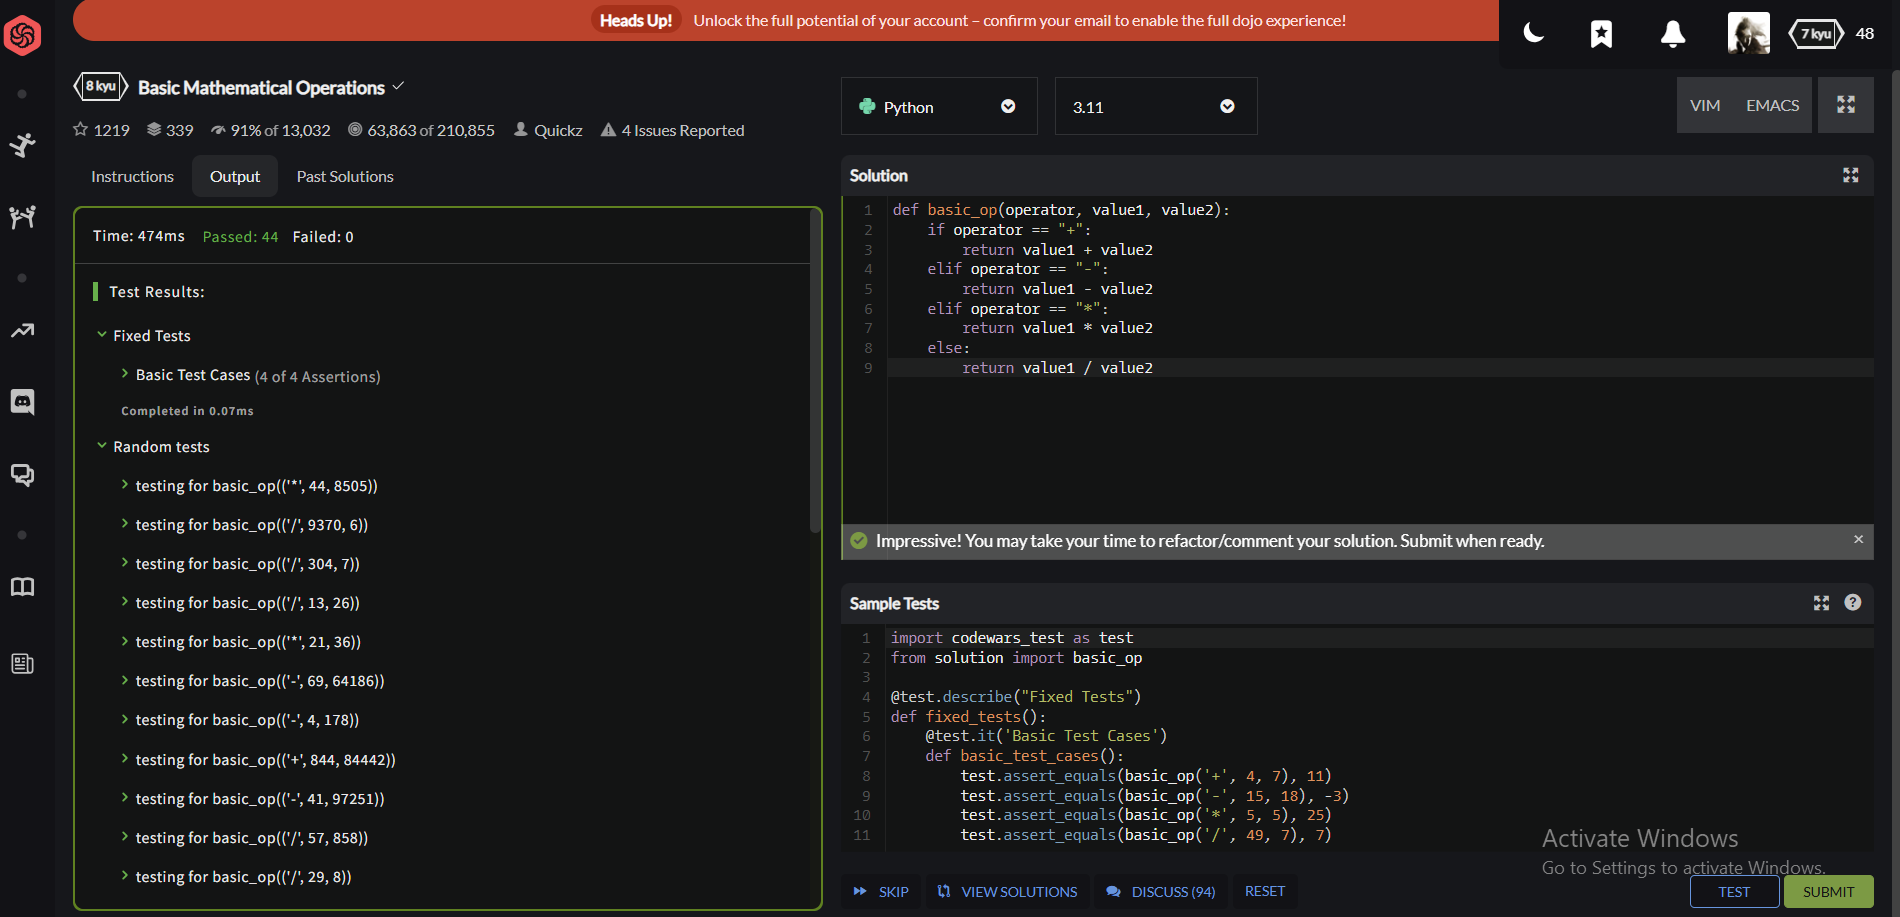 Heads Up! Unlock the full potential of your account – confirm your email to enable the full dojo experience!
7 kyu 48
8 kyu Basic Mathematical Operations
1219 339 91% of 13,032 63,863 of 210,855 Quickz 4 Issues Reported
Instructions Output Past Solutions
Time: 474ms Passed: 44 Failed: 0
Test Results:
Fixed Tests
Basic Test Cases (4 of 4 Assertions)
Completed in 0.07ms
Random tests
testing for basic_op(('*', 44, 8505))
testing for basic_op(('/', 9370, 6))
testing for basic_op(('/', 304, 7))
testing for basic_op(('/', 13, 26))
testing for basic_op(('*', 21, 36))
testing for basic_op(('-', 69, 64186))
testing for basic_op(('-', 4, 178))
testing for basic_op(('+', 844, 84442))
testing for basic_op(('-', 41, 97251))
testing for basic_op(('/', 57, 858))
testing for basic_op(('/', 29, 8))
Python 3.11 VIM EMACS
Solution
1 def basic_op(operator, value1, value2):
2     if operator == "+":
3         return value1 + value2
4     elif operator == "-":
5         return value1 - value2
6     elif operator == "*":
7         return value1 * value2
8     else:
9         return value1 / value2
Impressive! You may take your time to refactor/comment your solution. Submit when ready.
Sample Tests
1 import codewars_test as test
2 from solution import basic_op
3
4 @test.describe("Fixed Tests")
5 def fixed_tests():
6     @test.it('Basic Test Cases')
7     def basic_test_cases():
8         test.assert_equals(basic_op('+', 4, 7), 11)
9         test.assert_equals(basic_op('-', 15, 18), -3)
10         test.assert_equals(basic_op('*', 5, 5), 25)
11         test.assert_equals(basic_op('/', 49, 7), 7)
Activate Windows
Go to Settings to activate Windows.
SKIP VIEW SOLUTIONS DISCUSS (94) RESET TEST SUBMIT